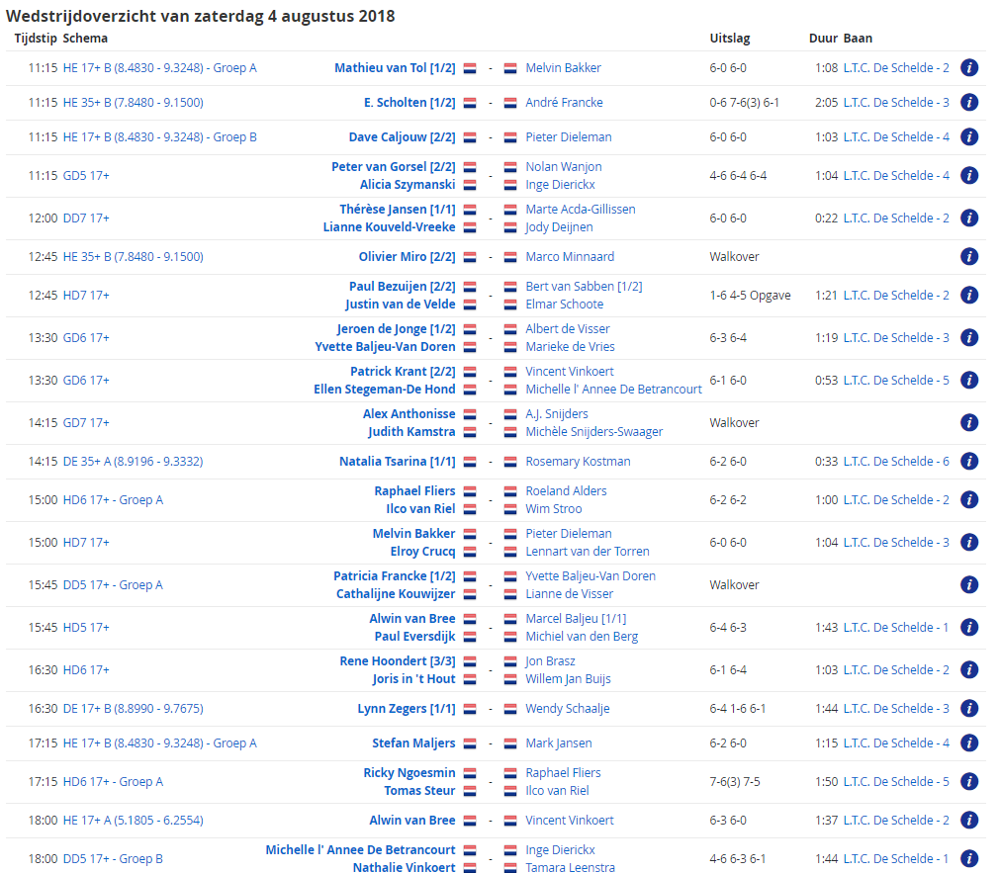 Wedstrijdoverzicht van zaterdag 4 augustus 2018
Tijdstip Schema Uitslag Duur Baan
11:15 HE 17+ B (8.4830 - 9.3248) - Groep A Mathieu van Tol [1/2] - Melvin Bakker 6-0 6-0 1:08 L.T.C. De Schelde - 2 i
11:15 HE 35+ B (7.8480 - 9.1500) E. Scholten [1/2] - André Francke 0-6 7-6(3) 6-1 2:05 L.T.C. De Schelde - 3 i
11:15 HE 17+ B (8.4830 - 9.3248) - Groep B Dave Caljouw [2/2] - Pieter Dieleman 6-0 6-0 1:03 L.T.C. De Schelde - 4 i
Peter van Gorsel [2/2] Nolan Wanjon
11:15 GD5 17+ - 4-6 6-4 6-4 1:04 L.T.C. De Schelde - 4 i
Alicia Szymanski Inge Dierickx
Thérèse Jansen [1/1] Marte Acda-Gillissen
12:00 DD7 17+ - 6-0 6-0 0:22 L.T.C. De Schelde - 2 i
Lianne Kouveld-Vreeke Jody Deijnen
12:45 HE 35+ B (7.8480 - 9.1500) Olivier Miro [2/2] - Marco Minnaard Walkover i
Paul Bezuijen [2/2] Bert van Sabben [1/2]
12:45 HD7 17+ - 1-6 4-5 Opgave 1:21 L.T.C. De Schelde - 2 i
Justin van de Velde Elmar Schoote
Jeroen de Jonge [1/2] Albert de Visser
13:30 GD6 17+ - 6-3 6-4 1:19 L.T.C. De Schelde - 3 i
Yvette Baljeu-Van Doren Marieke de Vries
Patrick Krant [2/2] Vincent Vinkoert
13:30 GD6 17+ - 6-1 6-0 0:53 L.T.C. De Schelde - 5 i
Ellen Stegeman-De Hond Michelle l' Annee De Betrancourt
Alex Anthonisse A.J. Snijders
14:15 GD7 17+ - Walkover i
Judith Kamstra Michèle Snijders-Swaager
14:15 DE 35+ A (8.9196 - 9.3332) Natalia Tsarina [1/1] - Rosemary Kostman 6-2 6-0 0:33 L.T.C. De Schelde - 6 i
Raphael Fliers Roeland Alders
15:00 HD6 17+ - Groep A - 6-2 6-2 1:00 L.T.C. De Schelde - 2 i
Ilco van Riel Wim Stroo
Melvin Bakker Pieter Dieleman
15:00 HD7 17+ - 6-0 6-0 1:04 L.T.C. De Schelde - 3 i
Elroy Crucq Lennart van der Torren
Patricia Francke [1/2] Yvette Baljeu-Van Doren
15:45 DD5 17+ - Groep A - Walkover i
Cathalijne Kouwijzer Lianne de Visser
Alwin van Bree Marcel Baljeu [1/1]
15:45 HD5 17+ - 6-4 6-3 1:43 L.T.C. De Schelde - 1 i
Paul Eversdijk Michiel van den Berg
Rene Hoondert [3/3] Jon Brasz
16:30 HD6 17+ - 6-1 6-4 1:03 L.T.C. De Schelde - 2 i
Joris in 't Hout Willem Jan Buijs
16:30 DE 17+ B (8.8990 - 9.7675) Lynn Zegers [1/1] - Wendy Schaalje 6-4 1-6 6-1 1:44 L.T.C. De Schelde - 3 i
17:15 HE 17+ B (8.4830 - 9.3248) - Groep A Stefan Maljers - Mark Jansen 6-2 6-0 1:15 L.T.C. De Schelde - 4 i
Ricky Ngoesmin Raphael Fliers
17:15 HD6 17+ - Groep A - 7-6(3) 7-5 1:50 L.T.C. De Schelde - 5 i
Tomas Steur Ilco van Riel
18:00 HE 17+ A (5.1805 - 6.2554) Alwin van Bree - Vincent Vinkoert 6-3 6-0 1:37 L.T.C. De Schelde - 2 i
Michelle l' Annee De Betrancourt Inge Dierickx
18:00 DD5 17+ - Groep B - 4-6 6-3 6-1 1:44 L.T.C. De Schelde - 1 i
Nathalie Vinkoert Tamara Leenstra